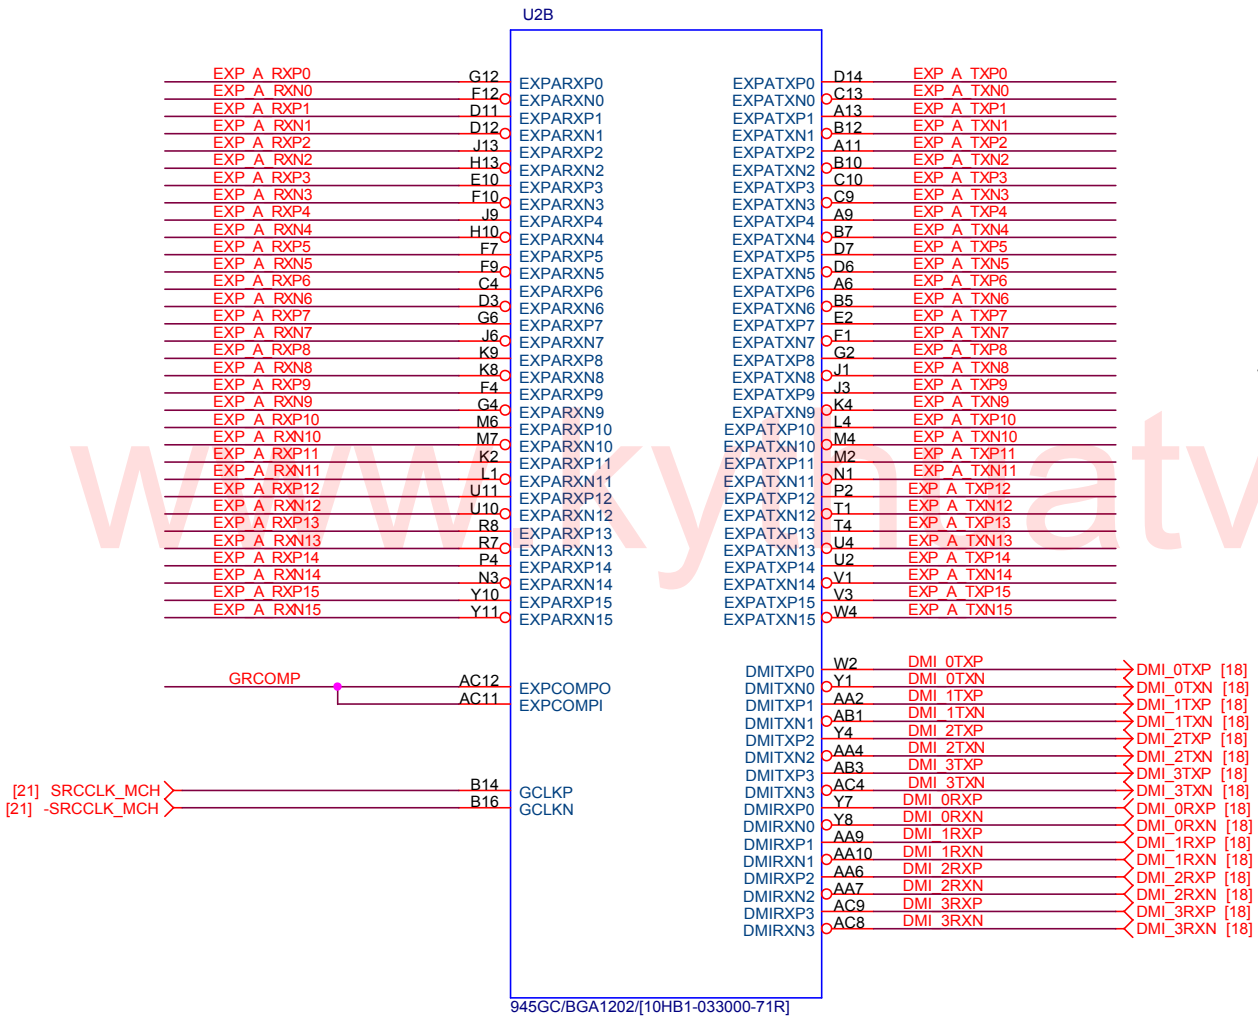 U2B
EXP_A_RXP0 G12 EXPARXP0 EXPATXP0 D14 EXP_A_TXP0
EXP_A_RXN0 F12 EXPARXN0 EXPATXN0 C13 EXP_A_TXN0
EXP_A_RXP1 D11 EXPARXP1 EXPATXP1 A13 EXP_A_TXP1
EXP_A_RXN1 D12 EXPARXN1 EXPATXN1 B12 EXP_A_TXN1
EXP_A_RXP2 J13 EXPARXP2 EXPATXP2 A11 EXP_A_TXP2
EXP_A_RXN2 H13 EXPARXN2 EXPATXN2 B10 EXP_A_TXN2
EXP_A_RXP3 E10 EXPARXP3 EXPATXP3 C10 EXP_A_TXP3
EXP_A_RXN3 F10 EXPARXN3 EXPATXN3 C9 EXP_A_TXN3
EXP_A_RXP4 J9 EXPARXP4 EXPATXP4 A9 EXP_A_TXP4
EXP_A_RXN4 H10 EXPARXN4 EXPATXN4 B7 EXP_A_TXN4
EXP_A_RXP5 F7 EXPARXP5 EXPATXP5 D7 EXP_A_TXP5
EXP_A_RXN5 F9 EXPARXN5 EXPATXN5 D6 EXP_A_TXN5
EXP_A_RXP6 C4 EXPARXP6 EXPATXP6 A6 EXP_A_TXP6
EXP_A_RXN6 D3 EXPARXN6 EXPATXN6 B5 EXP_A_TXN6
EXP_A_RXP7 G6 EXPARXP7 EXPATXP7 E2 EXP_A_TXP7
EXP_A_RXN7 J6 EXPARXN7 EXPATXN7 F1 EXP_A_TXN7
EXP_A_RXP8 K9 EXPARXP8 EXPATXP8 G2 EXP_A_TXP8
EXP_A_RXN8 K8 EXPARXN8 EXPATXN8 J1 EXP_A_TXN8
EXP_A_RXP9 F4 EXPARXP9 EXPATXP9 J3 EXP_A_TXP9
EXP_A_RXN9 G4 EXPARXN9 EXPATXN9 K4 EXP_A_TXN9
EXP_A_RXP10 M6 EXPARXP10 EXPATXP10 L4 EXP_A_TXP10
EXP_A_RXN10 M7 EXPARXN10 EXPATXN10 M4 EXP_A_TXN10
EXP_A_RXP11 K2 EXPARXP11 EXPATXP11 M2 EXP_A_TXP11
EXP_A_RXN11 L1 EXPARXN11 EXPATXN11 N1 EXP_A_TXN11
EXP_A_RXP12 U11 EXPARXP12 EXPATXP12 P2 EXP_A_TXP12
EXP_A_RXN12 U10 EXPARXN12 EXPATXN12 T1 EXP_A_TXN12
EXP_A_RXP13 R8 EXPARXP13 EXPATXP13 T4 EXP_A_TXP13
EXP_A_RXN13 R7 EXPARXN13 EXPATXN13 U4 EXP_A_TXN13
EXP_A_RXP14 P4 EXPARXP14 EXPATXP14 U2 EXP_A_TXP14
EXP_A_RXN14 N3 EXPARXN14 EXPATXN14 V1 EXP_A_TXN14
EXP_A_RXP15 Y10 EXPARXP15 EXPATXP15 V3 EXP_A_TXP15
EXP_A_RXN15 Y11 EXPARXN15 EXPATXN15 W4 EXP_A_TXN15
DMITXP0 W2 DMI_0TXP DMI_0TXP [18]
GRCOMP AC12 EXPCOMPO DMITXN0 Y1 DMI_0TXN DMI_0TXN [18]
AC11 EXPCOMPI DMITXP1 AA2 DMI_1TXP DMI_1TXP [18]
DMITXN1 AB1 DMI_1TXN DMI_1TXN [18]
DMITXP2 Y4 DMI_2TXP DMI_2TXP [18]
DMITXN2 AA4 DMI_2TXN DMI_2TXN [18]
DMITXP3 AB3 DMI_3TXP DMI_3TXP [18]
[21] SRCCLK_MCH B14 GCLKP DMITXN3 AC4 DMI_3TXN DMI_3TXN [18]
[21] -SRCCLK_MCH B16 GCLKN DMIRXP0 Y7 DMI_0RXP DMI_0RXP [18]
DMIRXN0 Y8 DMI_0RXN DMI_0RXN [18]
DMIRXP1 AA9 DMI_1RXP DMI_1RXP [18]
DMIRXN1 AA10 DMI_1RXN DMI_1RXN [18]
DMIRXP2 AA6 DMI_2RXP DMI_2RXP [18]
DMIRXN2 AA7 DMI_2RXN DMI_2RXN [18]
DMIRXP3 AC9 DMI_3RXP DMI_3RXP [18]
DMIRXN3 AC8 DMI_3RXN DMI_3RXN [18]
945GC/BGA1202/[10HB1-033000-71R]